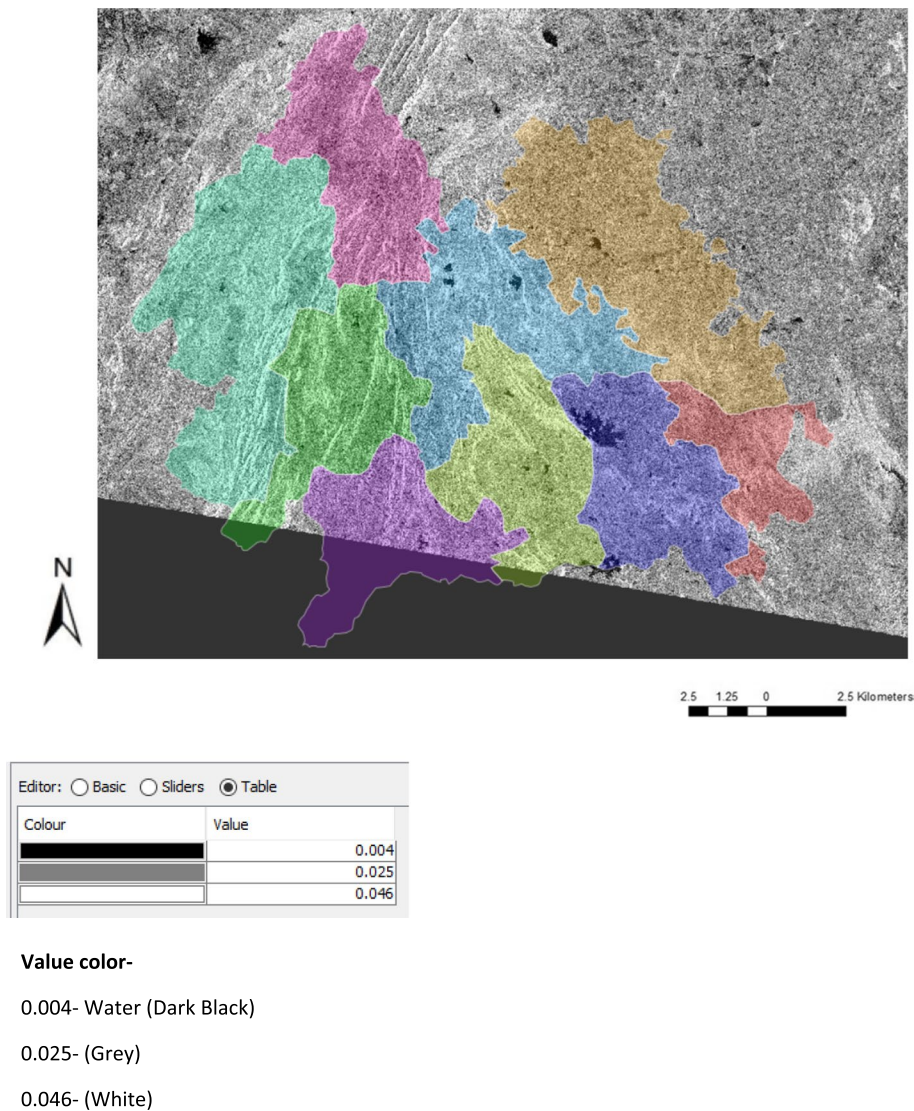 N
2.5 1.25 0 2.5 Kilometers
Editor: Basic Sliders Table
Colour Value
0.004
0.025
0.046
Value color-
0.004- Water (Dark Black)
0.025- (Grey)
0.046- (White)